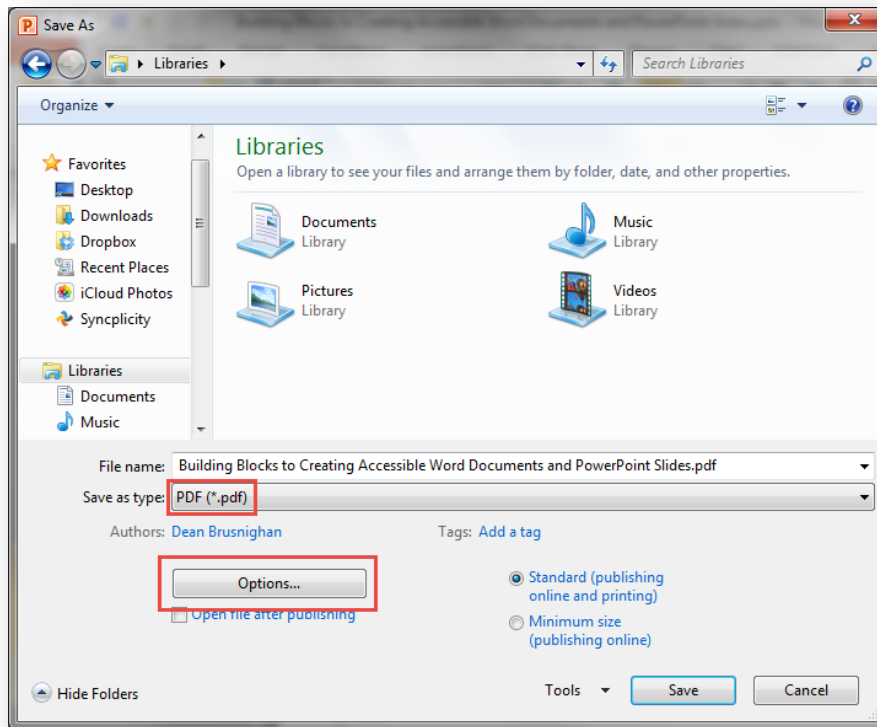 Save As
Libraries
Search Libraries
Organize
Favorites
Desktop
Downloads
Dropbox
Recent Places
iCloud Photos
Syncplicity
Libraries
Documents
Music
Libraries
Open a library to see your files and arrange them by folder, date, and other properties.
Documents
Library
Music
Library
Pictures
Library
Videos
Library
File name: Building Blocks to Creating Accessible Word Documents and PowerPoint Slides.pdf
Save as type: PDF (*.pdf)
Authors: Dean Brusnighan
Tags: Add a tag
Options...
Open file after publishing
Standard (publishing
online and printing)
Minimum size
(publishing online)
Hide Folders
Tools
Save
Cancel